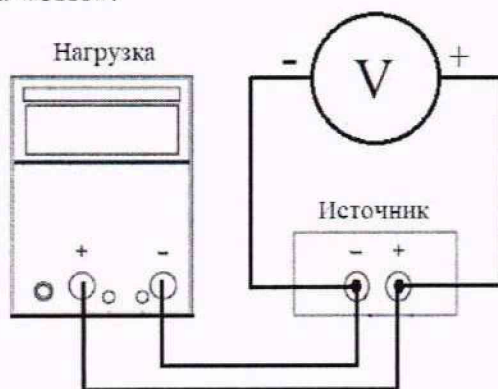 Нагрузка
- V +
Источник
- +
+ -